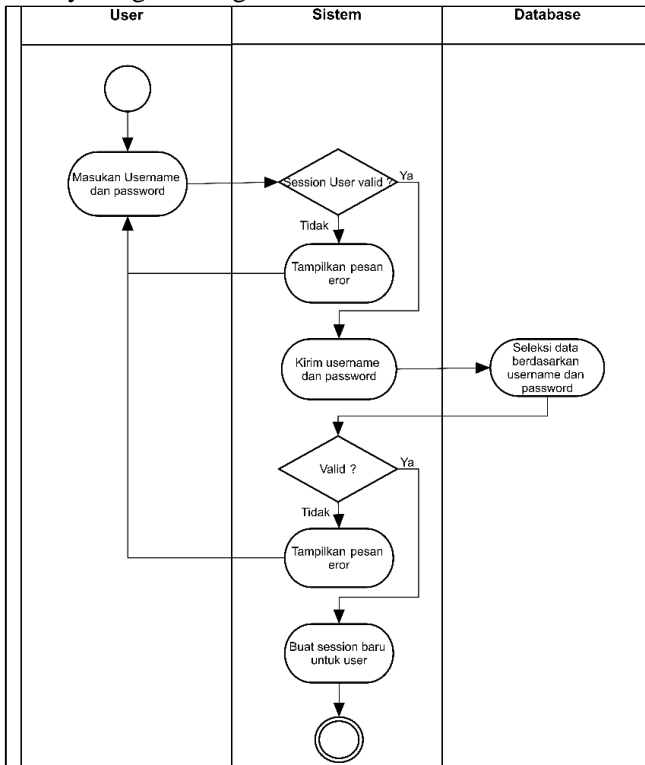 User
Sistem
Database
Masukan Username
dan password
Session User valid ?
Ya
Tidak
Tampilkan pesan
eror
Kirim username
dan password
Seleksi data
berdasarkan
username dan
password
Valid ?
Ya
Tidak
Tampilkan pesan
eror
Buat session baru
untuk user